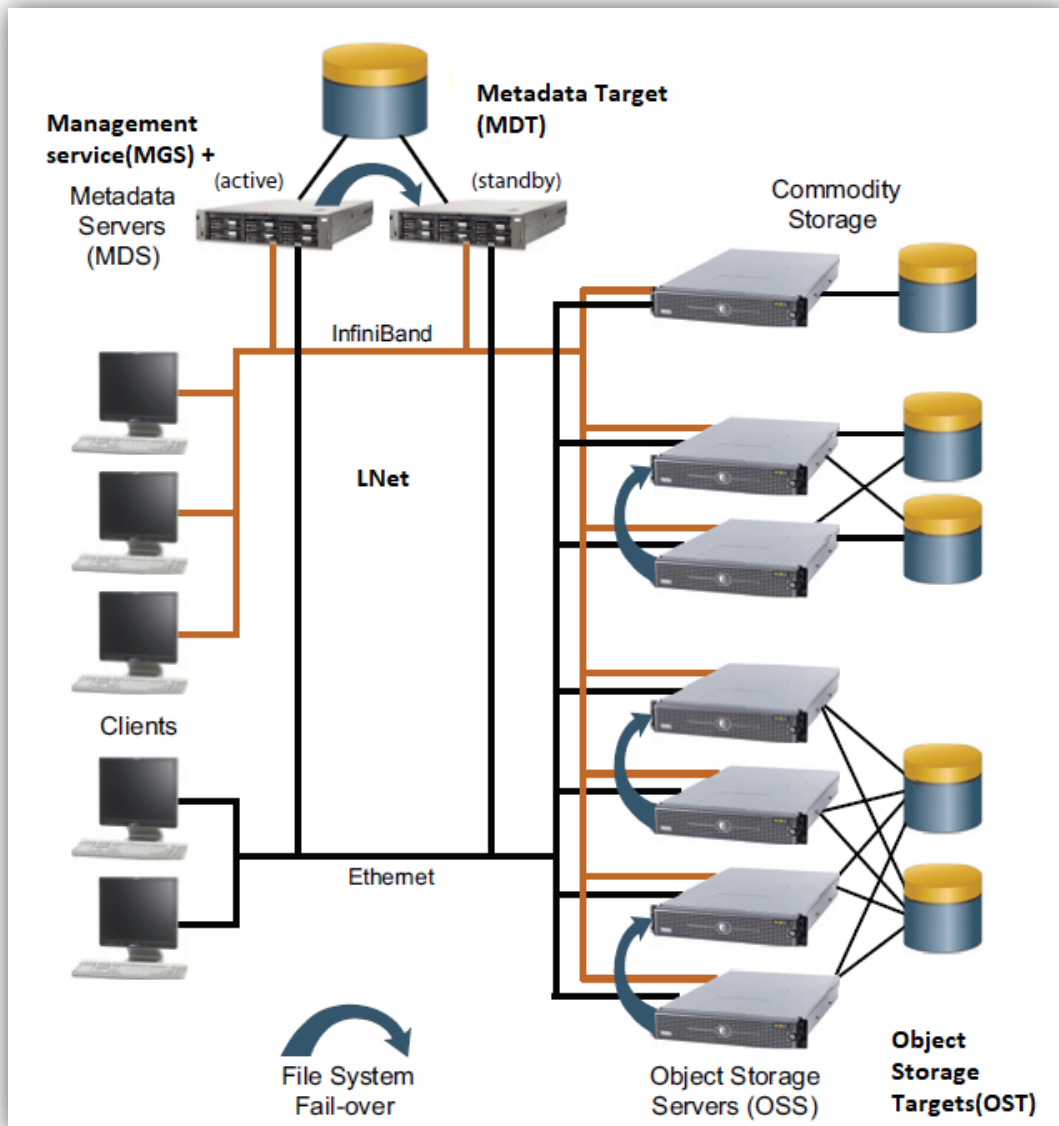 Metadata Target
(MDT)
Management
service(MGS) +
Metadata
Servers
(MDS)
(active)
(standby)
Commodity
Storage
InfiniBand
LNet
Clients
Ethernet
File System
Fail-over
Object Storage
Servers (OSS)
Object
Storage
Targets(OST)